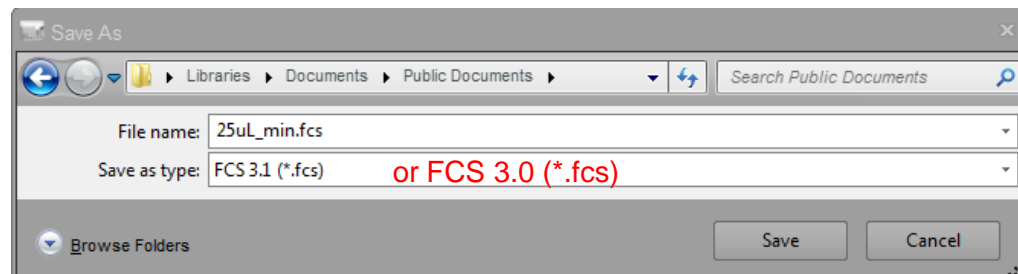 Save As
Libraries Documents Public Documents Search Public Documents
File name: 25uL_min.fcs
Save as type: FCS 3.1 (*.fcs) or FCS 3.0 (*.fcs)
Browse Folders Save Cancel